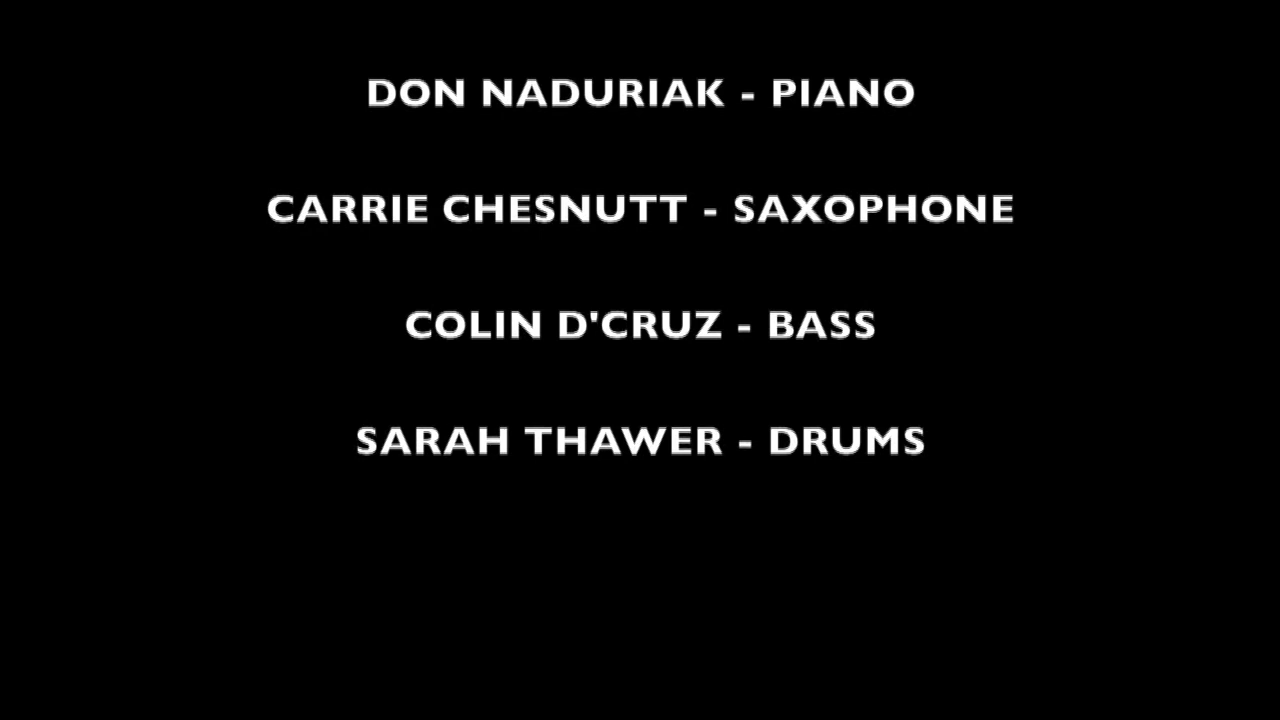 DON NADURIAK - PIANO
CARRIE CHESNUTT - SAXOPHONE
COLIN D'CRUZ - BASS
SARAH THAWER - DRUMS